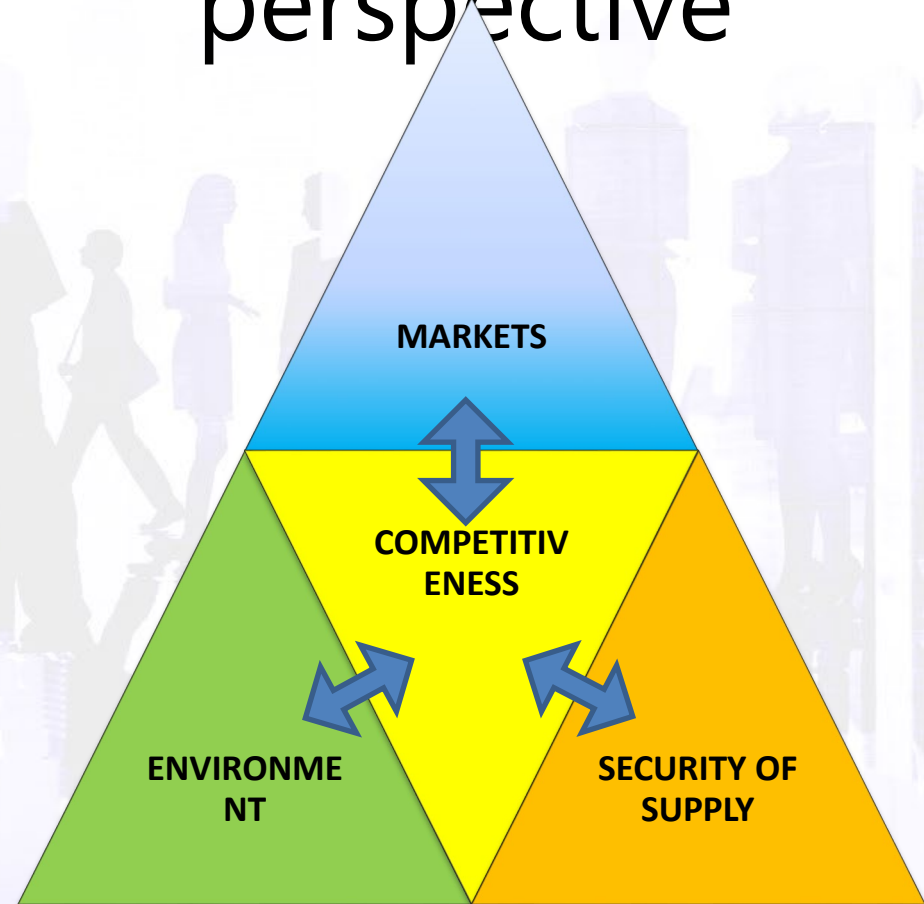 perspective
MARKETS
COMPETITIV
ENESS
ENVIRONME
NT
SECURITY OF
SUPPLY